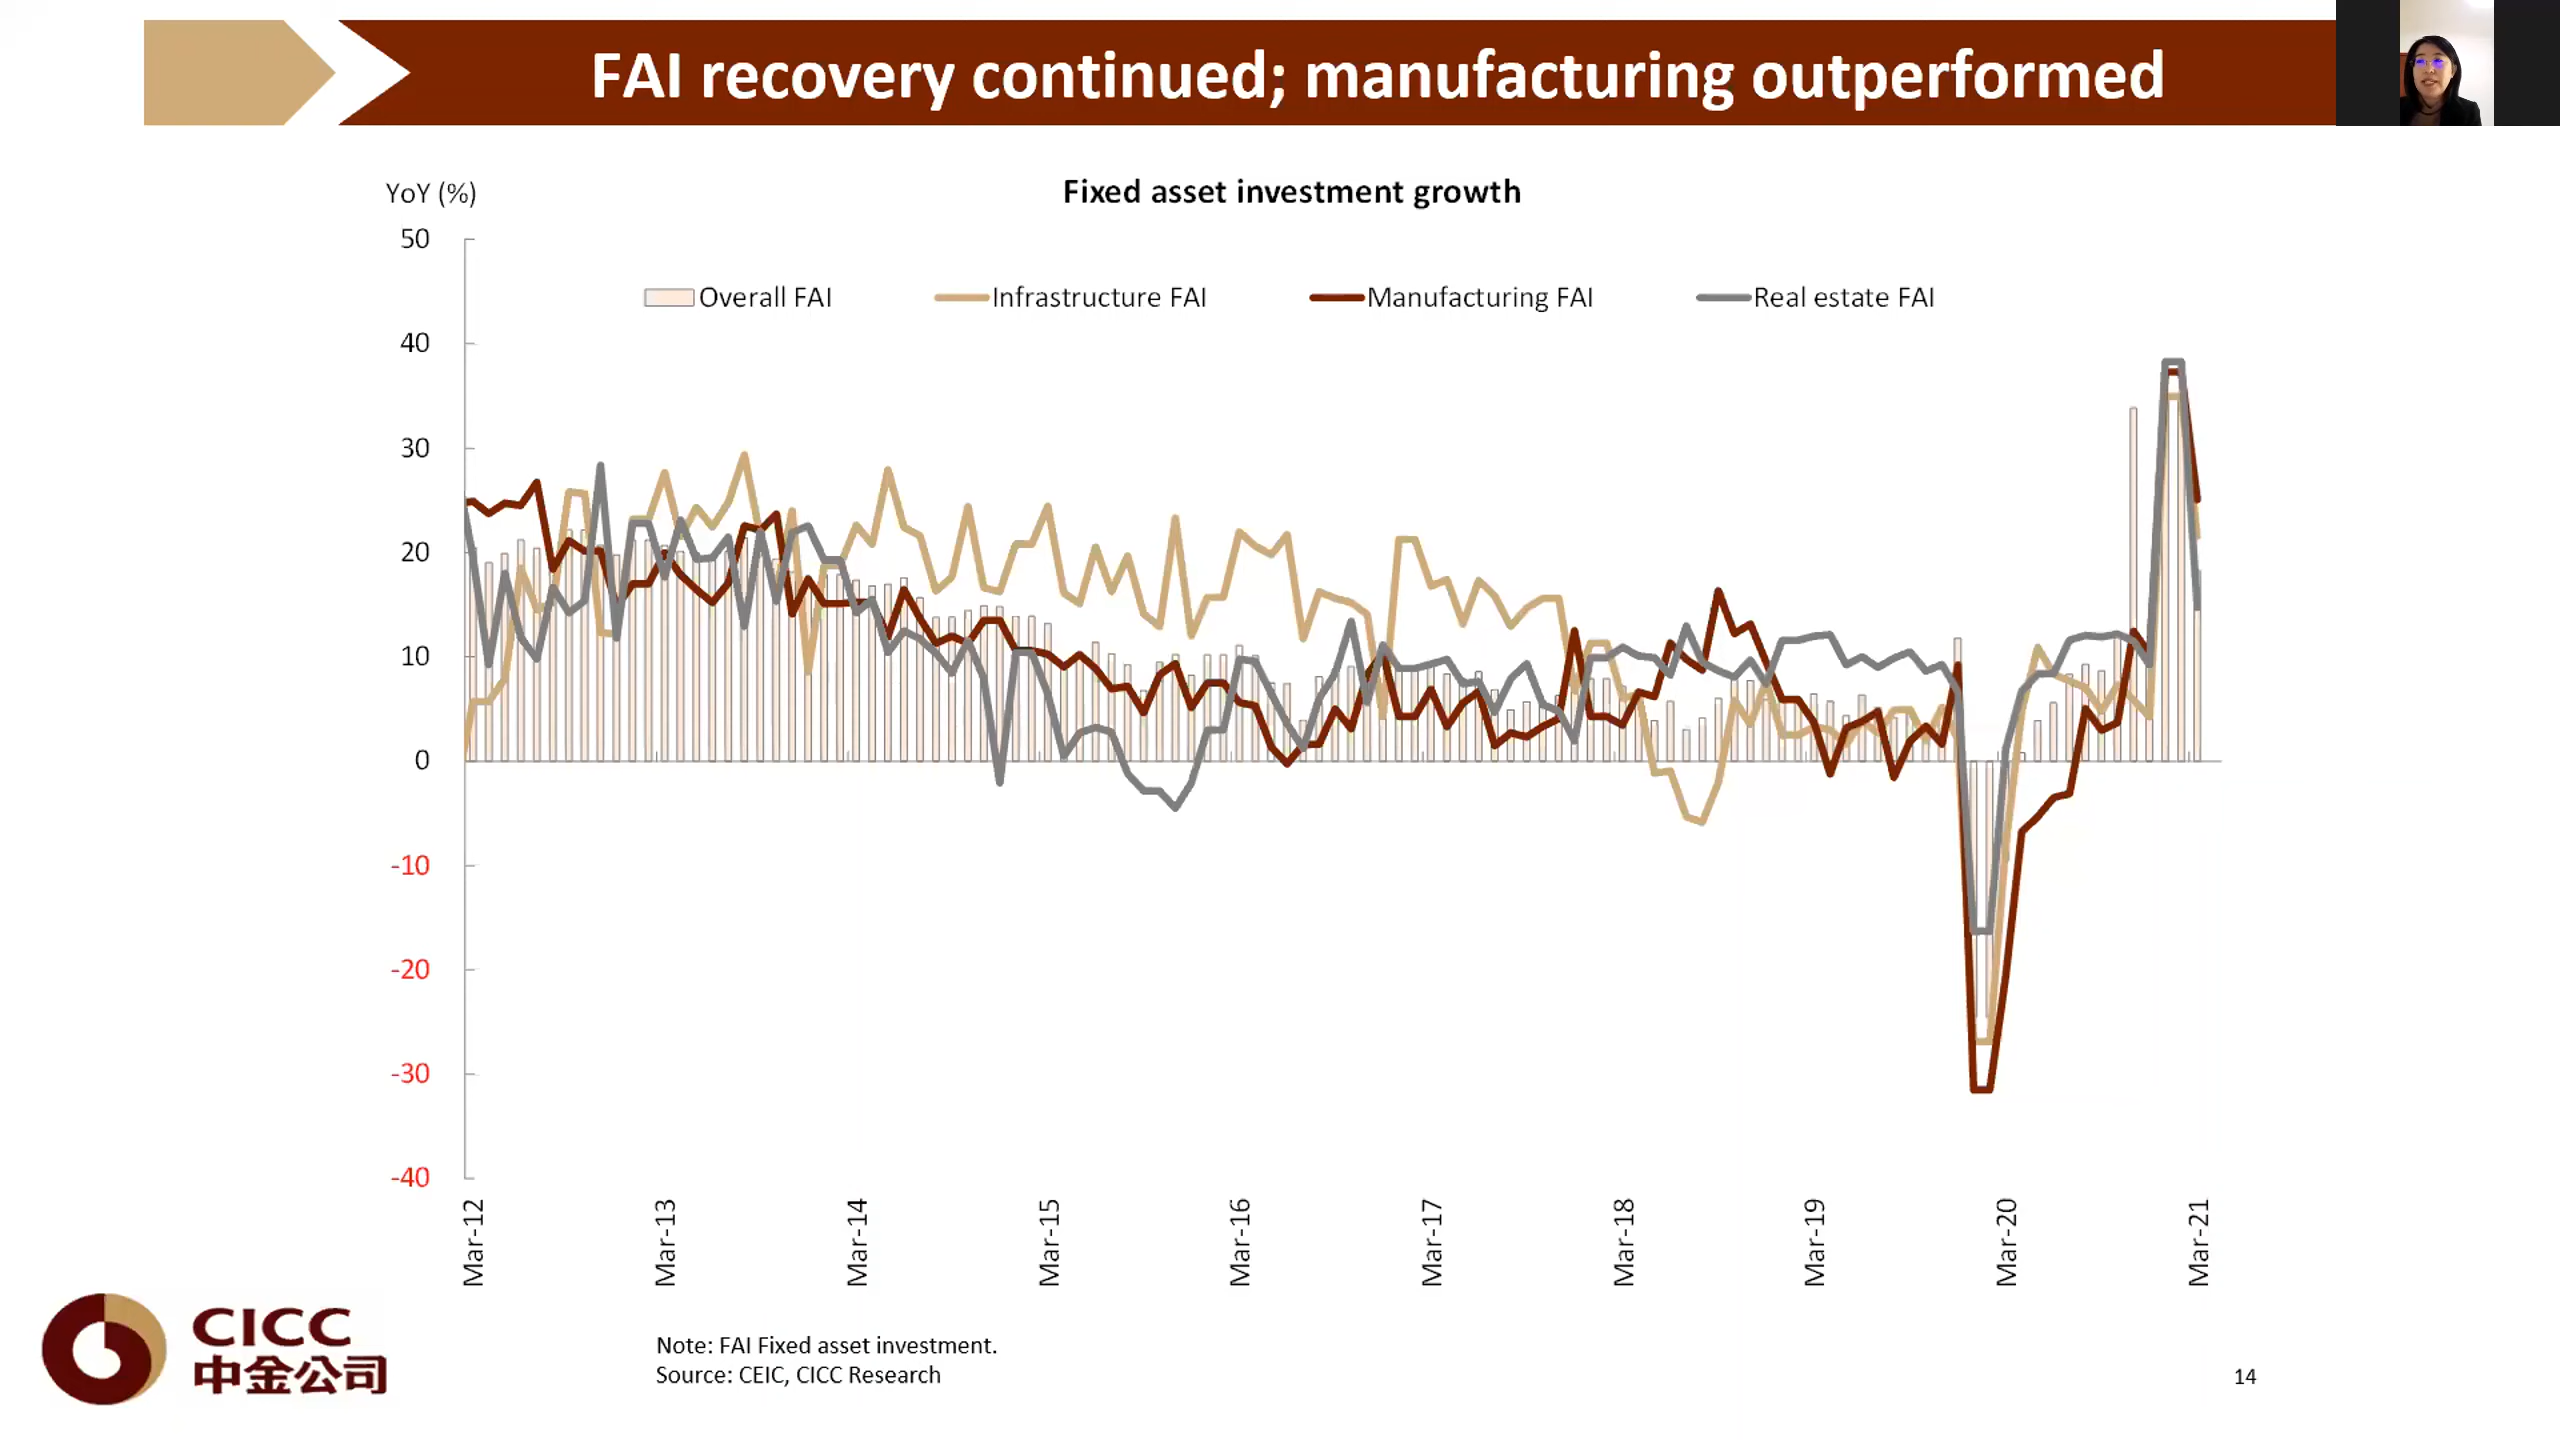 FAI recovery continued; manufacturing outperformed
YoY (%)
Fixed asset investment growth
Overall FAI
Infrastructure FAI
Manufacturing FAI
Real estate FAI
50
40
30
20
10
0
-10
-20
-30
-40
Mar-12
Mar-13
Mar-14
Mar-15
Mar-16
Mar-17
Mar-18
Mar-19
Mar-20
Mar-21
CICC
中金公司
Note: FAI Fixed asset investment.
Source: CEIC, CICC Research
14